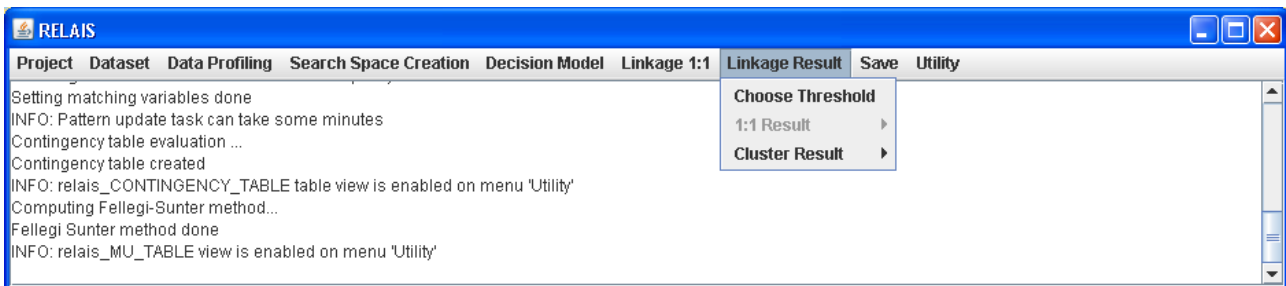 RELAIS
Project Dataset Data Profiling Search Space Creation Decision Model Linkage 1:1 Linkage Result Save Utility
Setting matching variables done
INFO: Pattern update task can take some minutes
Contingency table evaluation ...
Contingency table created
INFO: relais_CONTINGENCY_TABLE table view is enabled on menu 'Utility'
Computing Fellegi-Sunter method...
Fellegi Sunter method done
INFO: relais_MU_TABLE view is enabled on menu 'Utility'
Choose Threshold
1:1 Result
Cluster Result